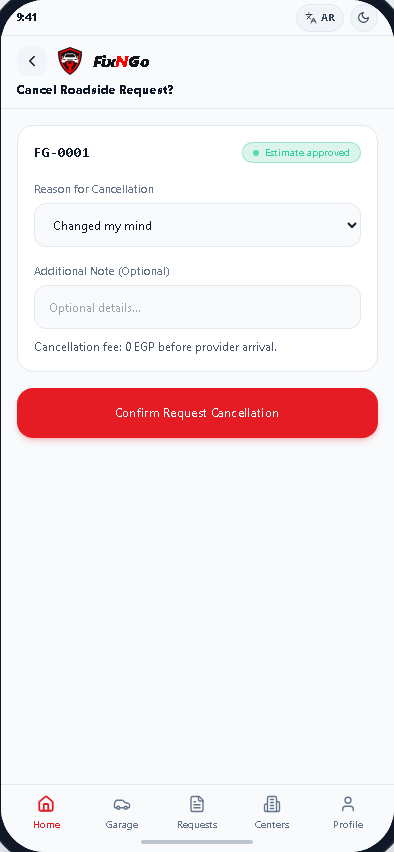 9:41
AR
FixNGo
Cancel Roadside Request?
FG-0001
Estimate approved
Reason for Cancellation
Changed my mind
Additional Note (Optional)
Optional details...
Cancellation fee: 0 EGP before provider arrival.
Confirm Request Cancellation
Home
Garage
Requests
Centers
Profile